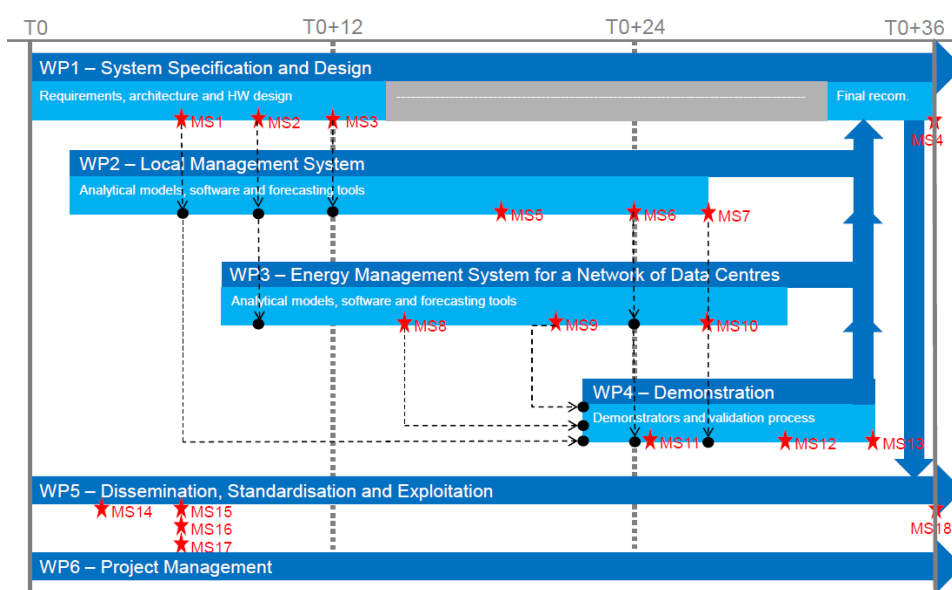 T0 T0+12 T0+24 T0+36
WP1 – System Specification and Design
Requirements, architecture and HW design
Final recom.
MS1 MS2 MS3
MS4
WP2 – Local Management System
Analytical models, software and forecasting tools
MS5 MS6 MS7
WP3 – Energy Management System for a Network of Data Centres
Analytical models, software and forecasting tools
MS8 MS9 MS10
WP4 – Demonstration
Demonstrators and validation process
MS11 MS12 MS13
WP5 – Dissemination, Standardisation and Exploitation
MS14 MS15
MS16
MS17
MS18
WP6 – Project Management